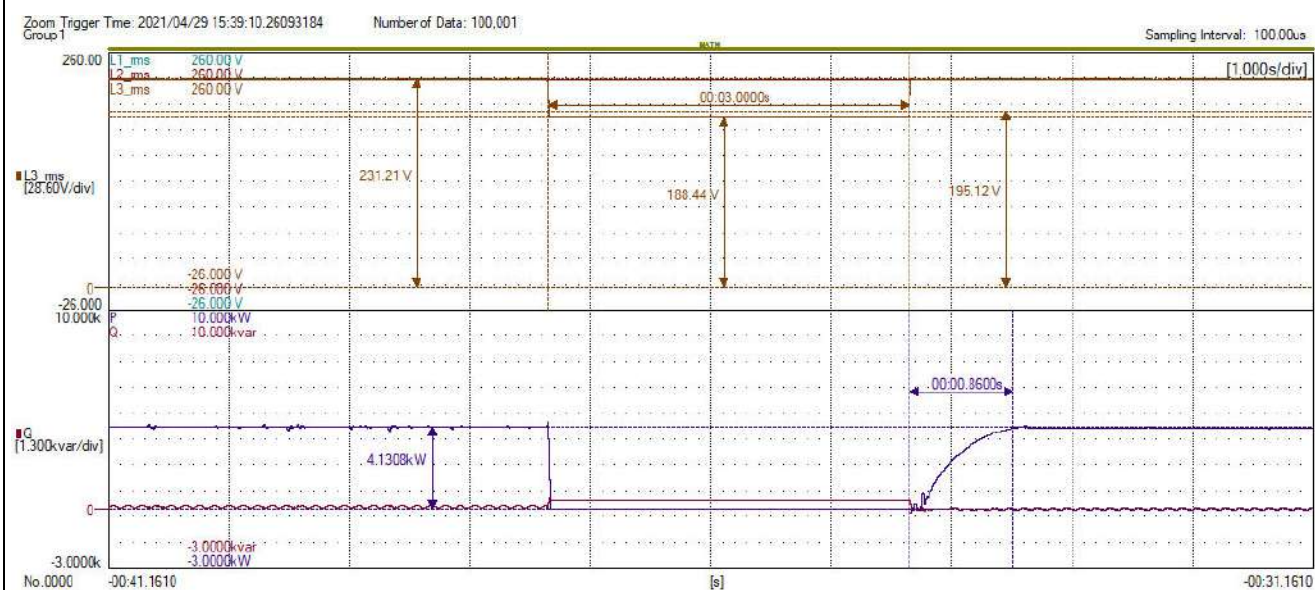 Zoom Trigger Time: 2021/04/29 15:39:10.26093184 Number of Data: 100,001
Group1
Sampling Interval: 100.00us
MATH
260.00 L1_rms 260.00 V
L2_rms 260.00 V
L3_rms 260.00 V
[1.000s/div]
00:03.0000s
L3_rms
[28.60V/div]
231.21 V
188.44 V
195.12 V
-26.000 V
0
-26.000 V
-26.000 -26.000 V
10.000k P 10.000kW
Q 10.000kvar
00:00.8600s
Q
[1.300kvar/div]
4.1308kW
0
-3.0000kvar
-3.0000k -3.0000kW
No.0000 -00:41.1610 [s] -00:31.1610